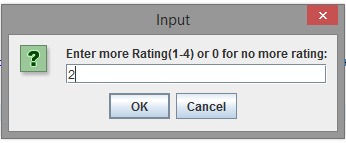 Input
Enter more Rating(1-4) or 0 for no more rating:
2
OK
Cancel